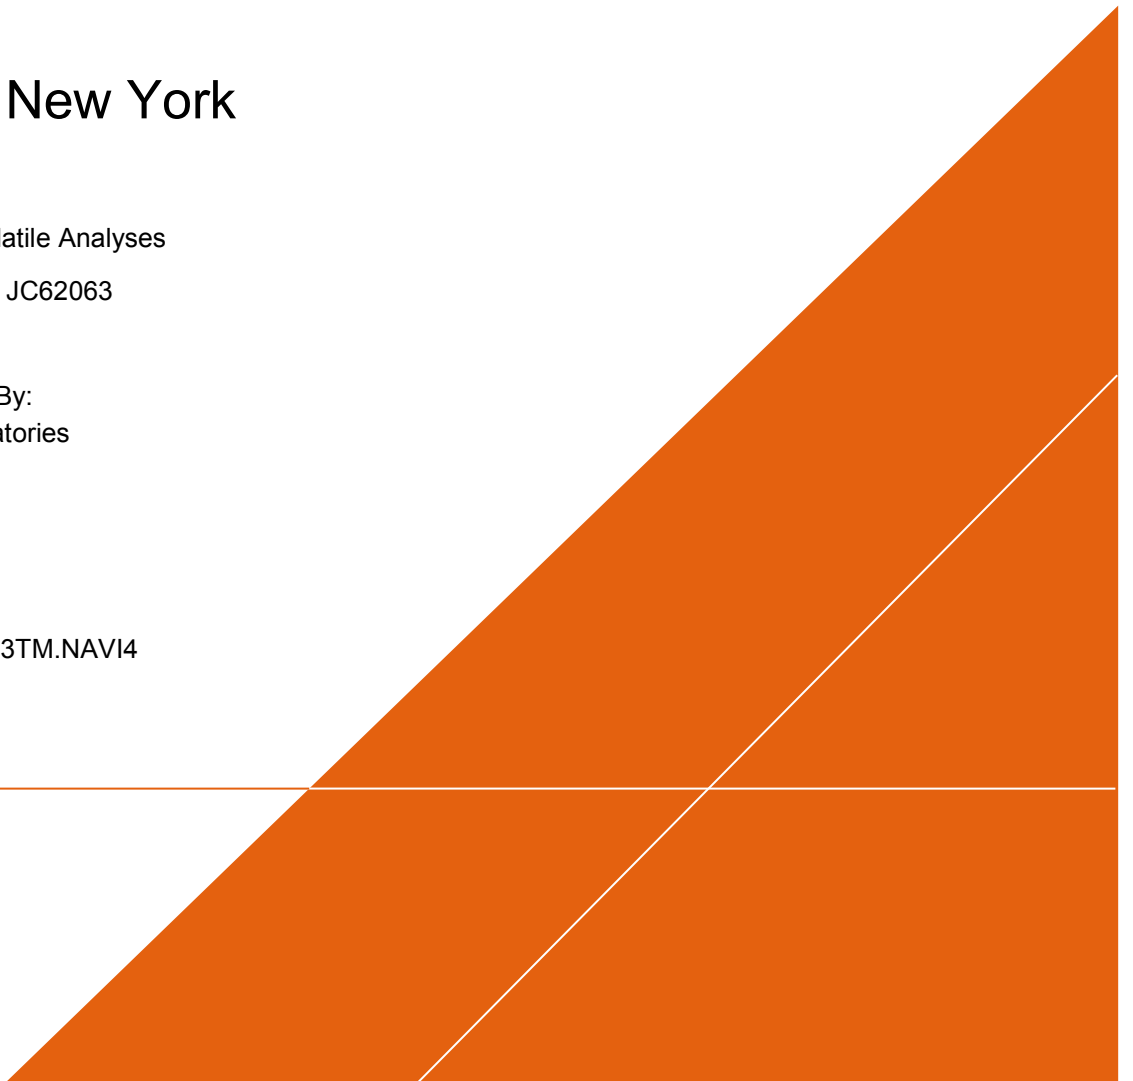 New York
latile Analyses
JC62063
By:
atories
3TM.NAVI4